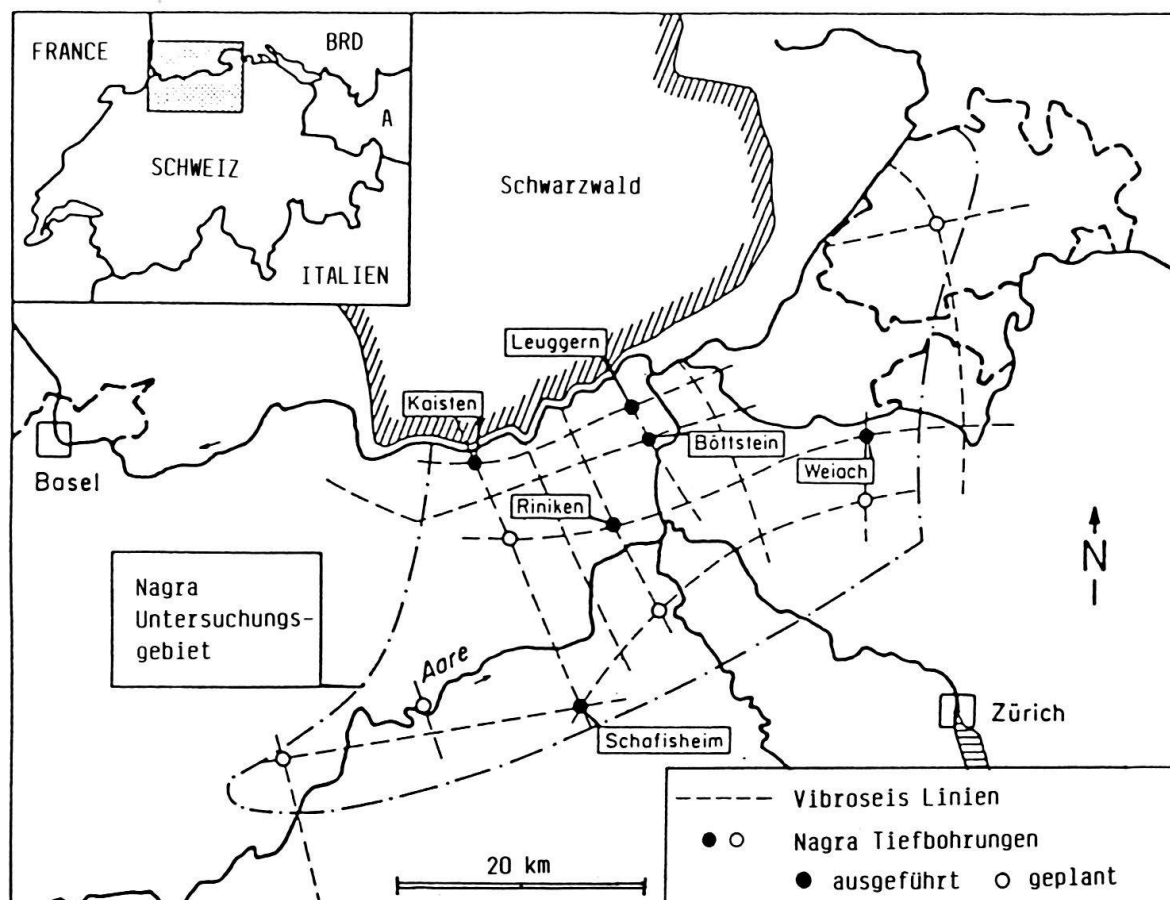 FRANCE
BRD
A
SCHWEIZ
ITALIEN
Schwarzwald
Leuggern
Kaisten
Böttstein
Basel
Weiach
Riniken
Nagra
Untersuchungs-
gebiet
N
Aare
Zürich
Schafisheim
Vibroseis Linien
Nagra Tiefbohrungen
20 km
ausgeführt
geplant